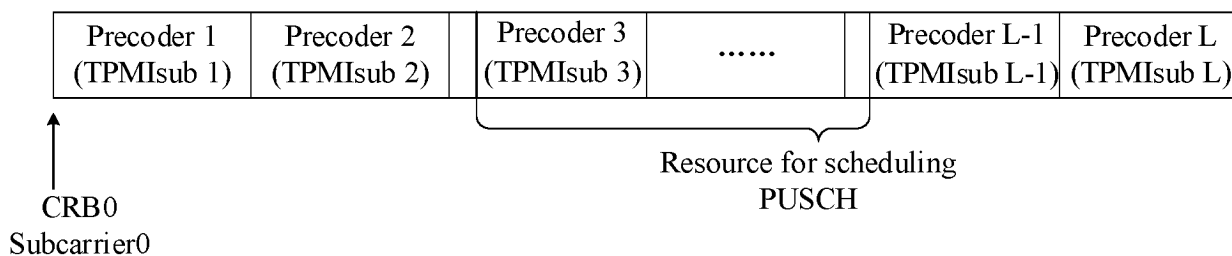 Precoder 1
(TPMIsub 1)
Precoder 2
(TPMIsub 2)
Precoder 3
(TPMIsub 3)
......
Precoder L-1
(TPMIsub L-1)
Precoder L
(TPMIsub L)
Resource for scheduling
PUSCH
CRB0
Subcarrier0